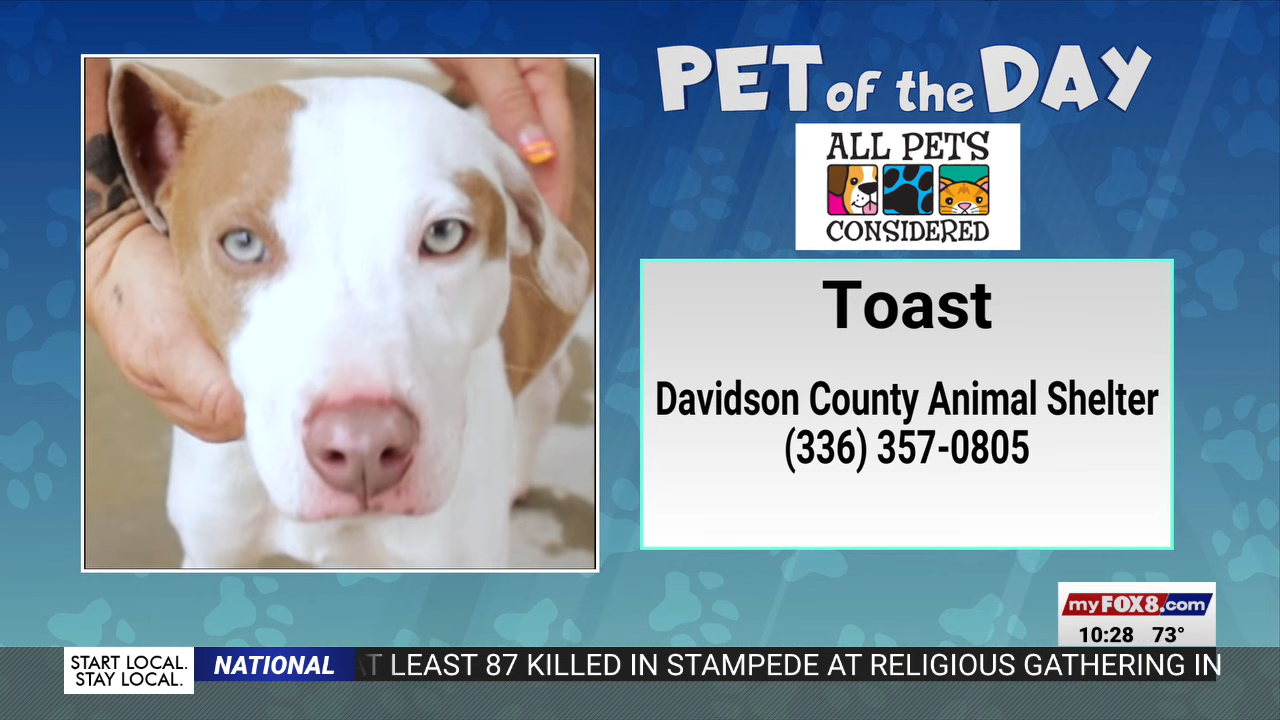 PET of the DAY
ALL PETS
CONSIDERED
Toast
Davidson County Animal Shelter
(336) 357-0805
myFOX8.com
10:28 73°
START LOCAL.
STAY LOCAL.
NATIONAL
AT LEAST 87 KILLED IN STAMPEDE AT RELIGIOUS GATHERING IN